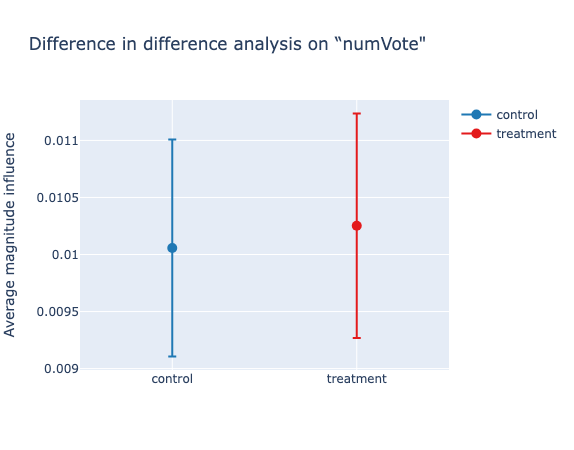 Difference in difference analysis on “numVote"
control
treatment
Average magnitude influence
0.011
0.0105
0.01
0.0095
0.009
control
treatment